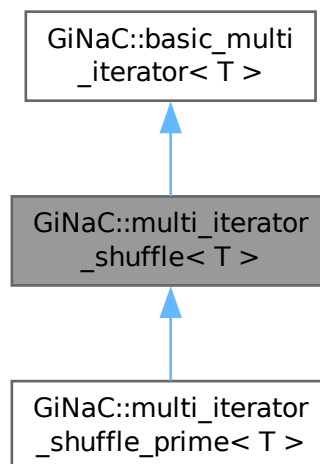 GiNaC::basic_multi
_iterator< T >
GiNaC::multi_iterator
_shuffle< T >
GiNaC::multi_iterator
_shuffle_prime< T >